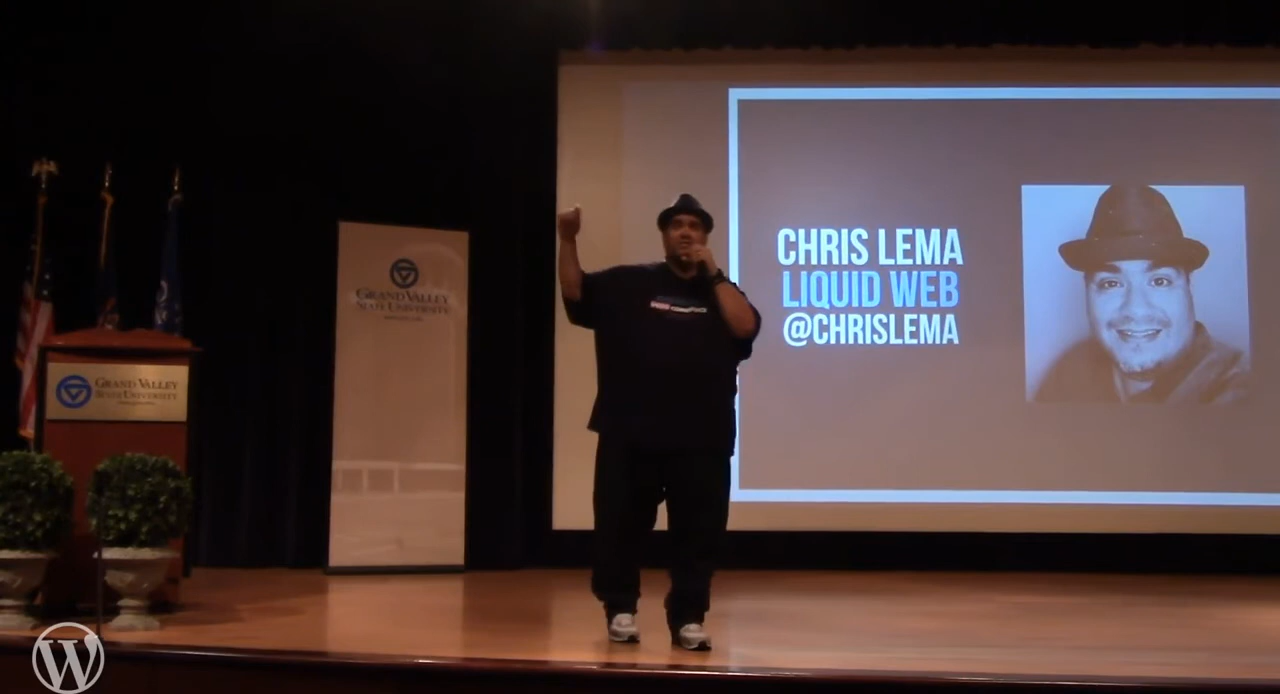 GRAND VALLEY
STATE UNIVERSITY
GRAND VALLEY
STATE UNIVERSITY
CHRIS LEMA
LIQUID WEB
@CHRISLEMA
W